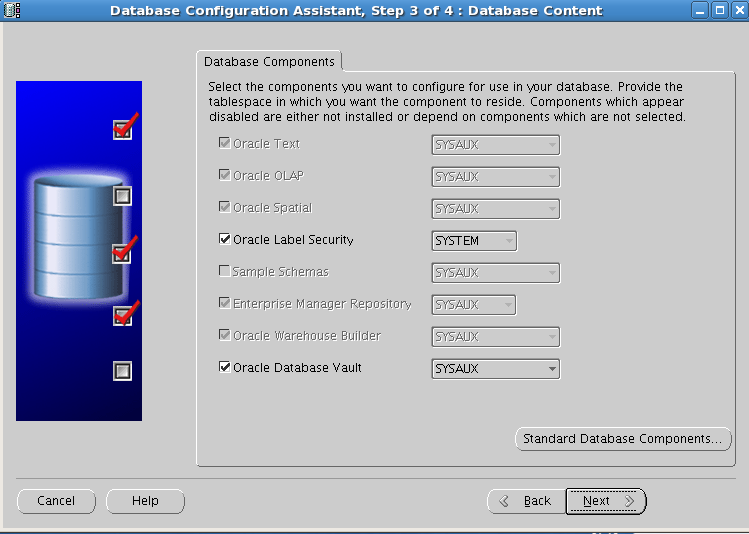 Database Configuration Assistant, Step 3 of 4 : Database Content
Database Components
Select the components you want to configure for use in your database. Provide the
tablespace in which you want the component to reside. Components which appear
disabled are either not installed or depend on components which are not selected.
Oracle Text SYSAUX
Oracle OLAP SYSAUX
Oracle Spatial SYSAUX
Oracle Label Security SYSTEM
Sample Schemas SYSAUX
Enterprise Manager Repository SYSAUX
Oracle Warehouse Builder SYSAUX
Oracle Database Vault SYSAUX
Standard Database Components...
Cancel Help Back Next